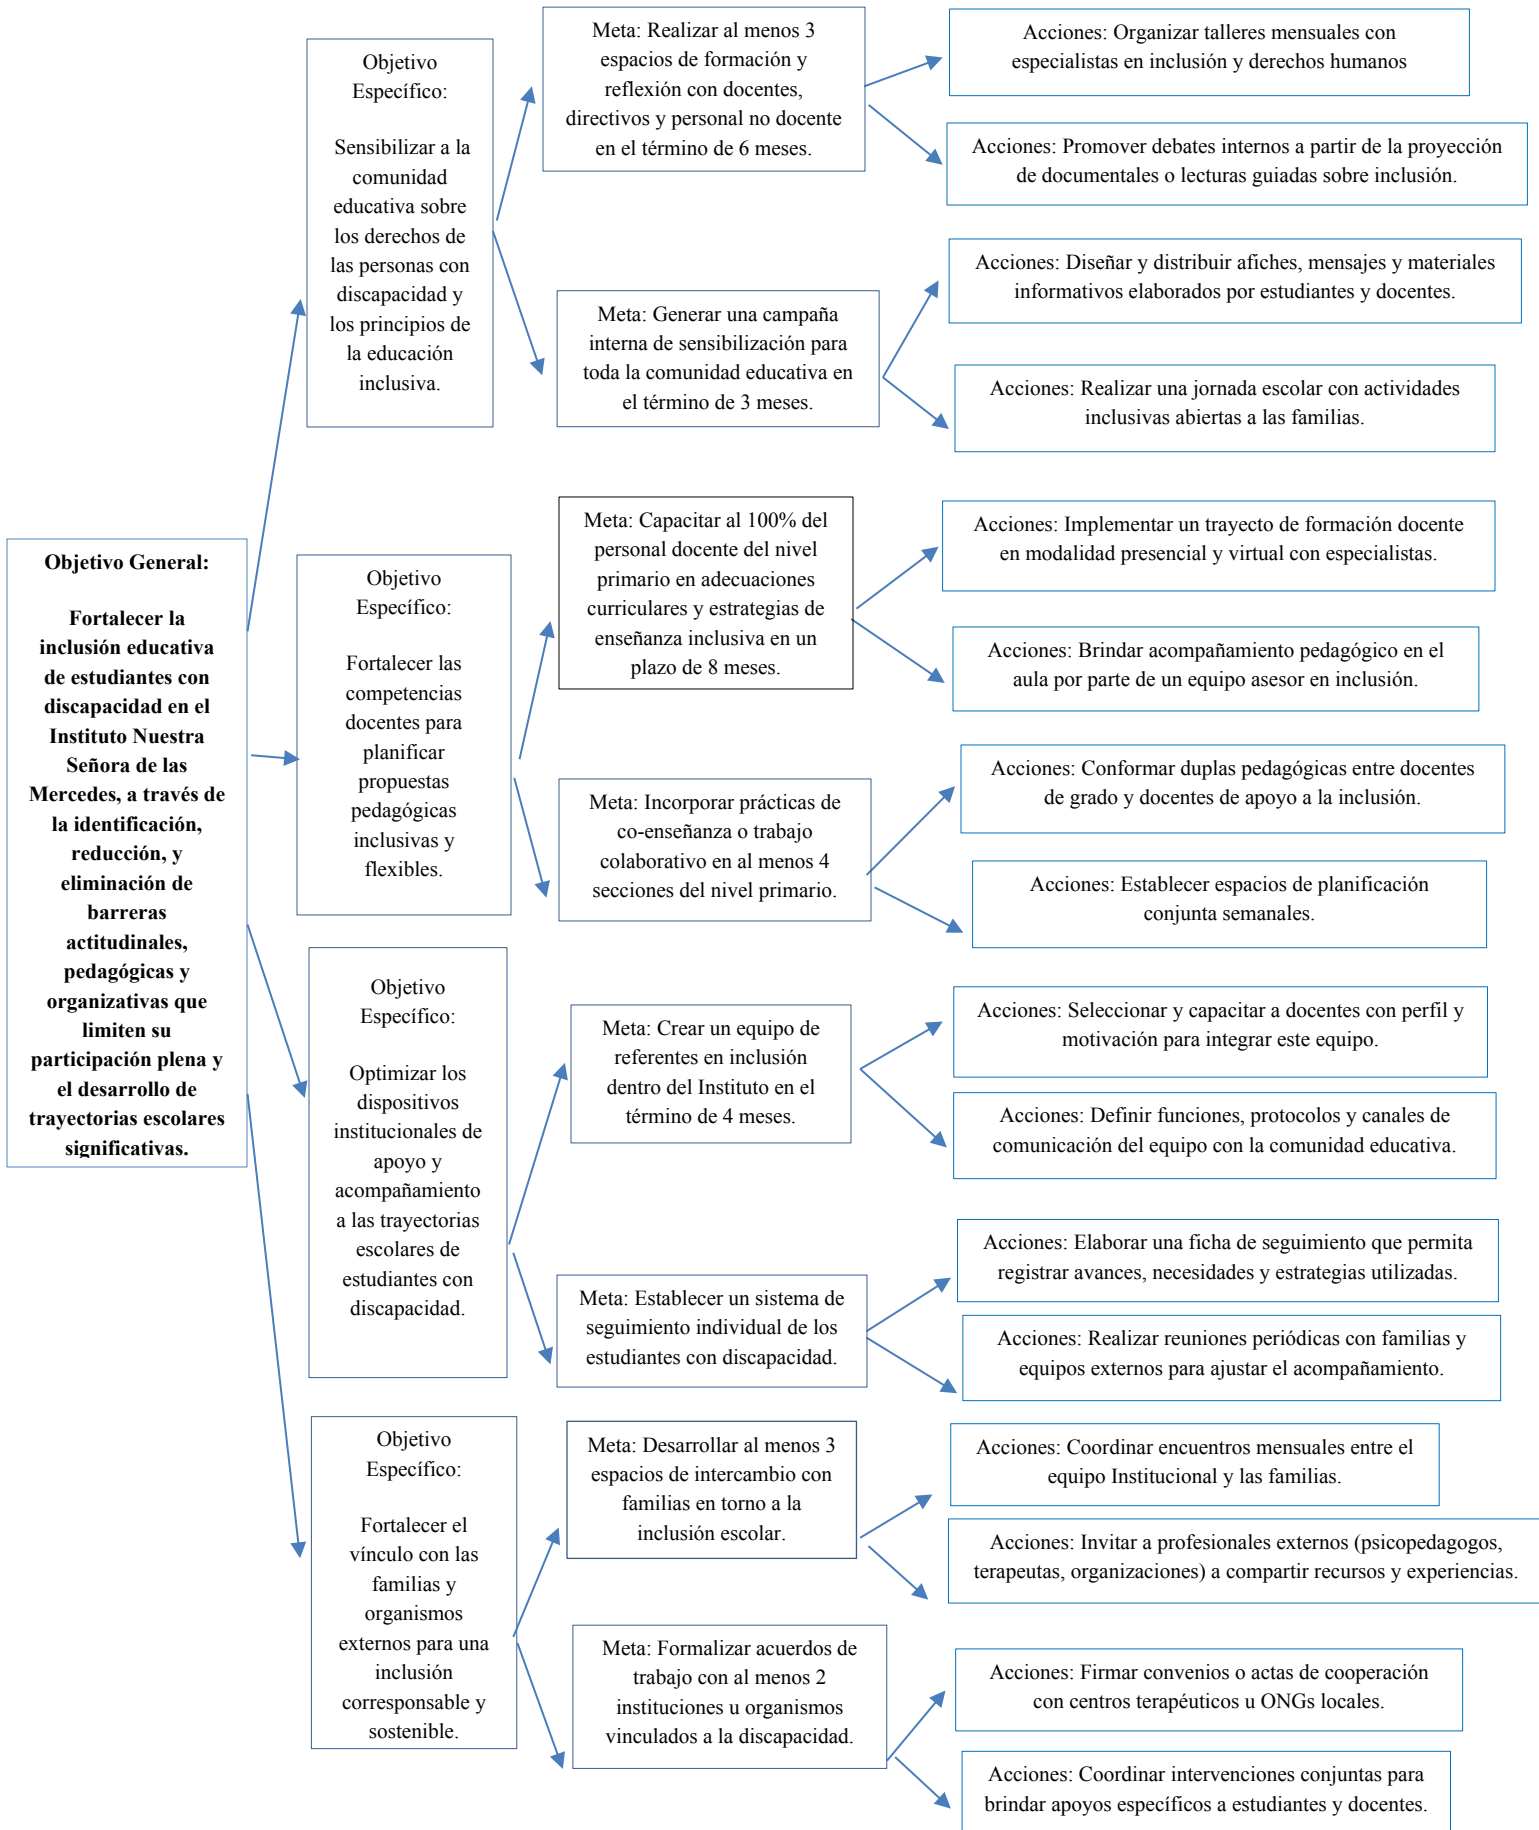 Objetivo General:
Fortalecer la
inclusión educativa
de estudiantes con
discapacidad en el
Instituto Nuestra
Señora de las
Mercedes, a través de
la identificación,
reducción, y
eliminación de
barreras
actitudinales,
pedagógicas y
organizativas que
limiten su
participación plena y
el desarrollo de
trayectorias escolares
significativas.
Objetivo
Específico:
Sensibilizar a la
comunidad
educativa sobre
los derechos de
las personas con
discapacidad y
los principios de
la educación
inclusiva.
Meta: Realizar al menos 3
espacios de formación y
reflexión con docentes,
directivos y personal no docente
en el término de 6 meses.
Acciones: Organizar talleres mensuales con
especialistas en inclusión y derechos humanos
Acciones: Promover debates internos a partir de la proyección
de documentales o lecturas guiadas sobre inclusión.
Meta: Generar una campaña
interna de sensibilización para
toda la comunidad educativa en
el término de 3 meses.
Acciones: Diseñar y distribuir afiches, mensajes y materiales
informativos elaborados por estudiantes y docentes.
Acciones: Realizar una jornada escolar con actividades
inclusivas abiertas a las familias.
Objetivo
Específico:
Fortalecer las
competencias
docentes para
planificar
propuestas
pedagógicas
inclusivas y
flexibles.
Meta: Capacitar al 100% del
personal docente del nivel
primario en adecuaciones
curriculares y estrategias de
enseñanza inclusiva en un
plazo de 8 meses.
Acciones: Implementar un trayecto de formación docente
en modalidad presencial y virtual con especialistas.
Acciones: Brindar acompañamiento pedagógico en el
aula por parte de un equipo asesor en inclusión.
Meta: Incorporar prácticas de
co-enseñanza o trabajo
colaborativo en al menos 4
secciones del nivel primario.
Acciones: Conformar duplas pedagógicas entre docentes
de grado y docentes de apoyo a la inclusión.
Acciones: Establecer espacios de planificación
conjunta semanales.
Objetivo
Específico:
Optimizar los
dispositivos
institucionales de
apoyo y
acompañamiento
a las trayectorias
escolares de
estudiantes con
discapacidad.
Meta: Crear un equipo de
referentes en inclusión
dentro del Instituto en el
término de 4 meses.
Acciones: Seleccionar y capacitar a docentes con perfil y
motivación para integrar este equipo.
Acciones: Definir funciones, protocolos y canales de
comunicación del equipo con la comunidad educativa.
Meta: Establecer un sistema de
seguimiento individual de los
estudiantes con discapacidad.
Acciones: Elaborar una ficha de seguimiento que permita
registrar avances, necesidades y estrategias utilizadas.
Acciones: Realizar reuniones periódicas con familias y
equipos externos para ajustar el acompañamiento.
Objetivo
Específico:
Fortalecer el
vínculo con las
familias y
organismos
externos para una
inclusión
corresponsable y
sostenible.
Meta: Desarrollar al menos 3
espacios de intercambio con
familias en torno a la
inclusión escolar.
Acciones: Coordinar encuentros mensuales entre el
equipo Institucional y las familias.
Acciones: Invitar a profesionales externos (psicopedagogos,
terapeutas, organizaciones) a compartir recursos y experiencias.
Meta: Formalizar acuerdos de
trabajo con al menos 2
instituciones u organismos
vinculados a la discapacidad.
Acciones: Firmar convenios o actas de cooperación
con centros terapéuticos u ONGs locales.
Acciones: Coordinar intervenciones conjuntas para
brindar apoyos específicos a estudiantes y docentes.